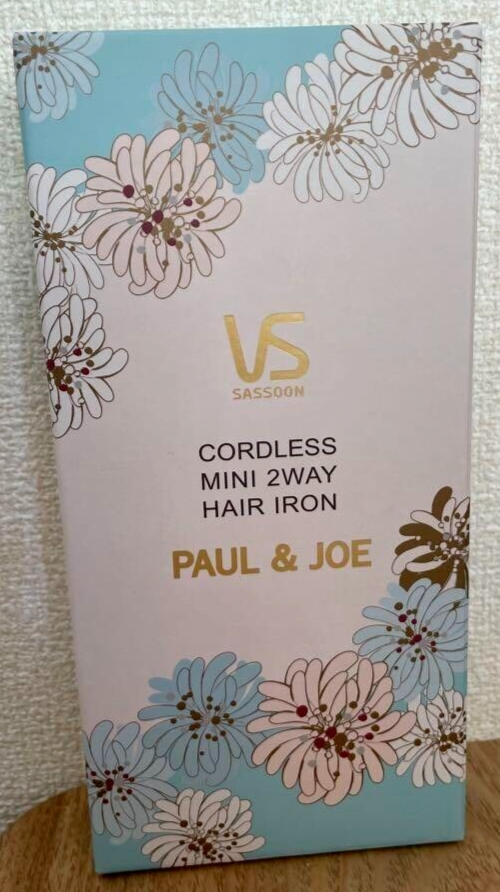 VS
SASSOON
CORDLESS
MINI 2WAY
HAIR IRON
PAUL & JOE